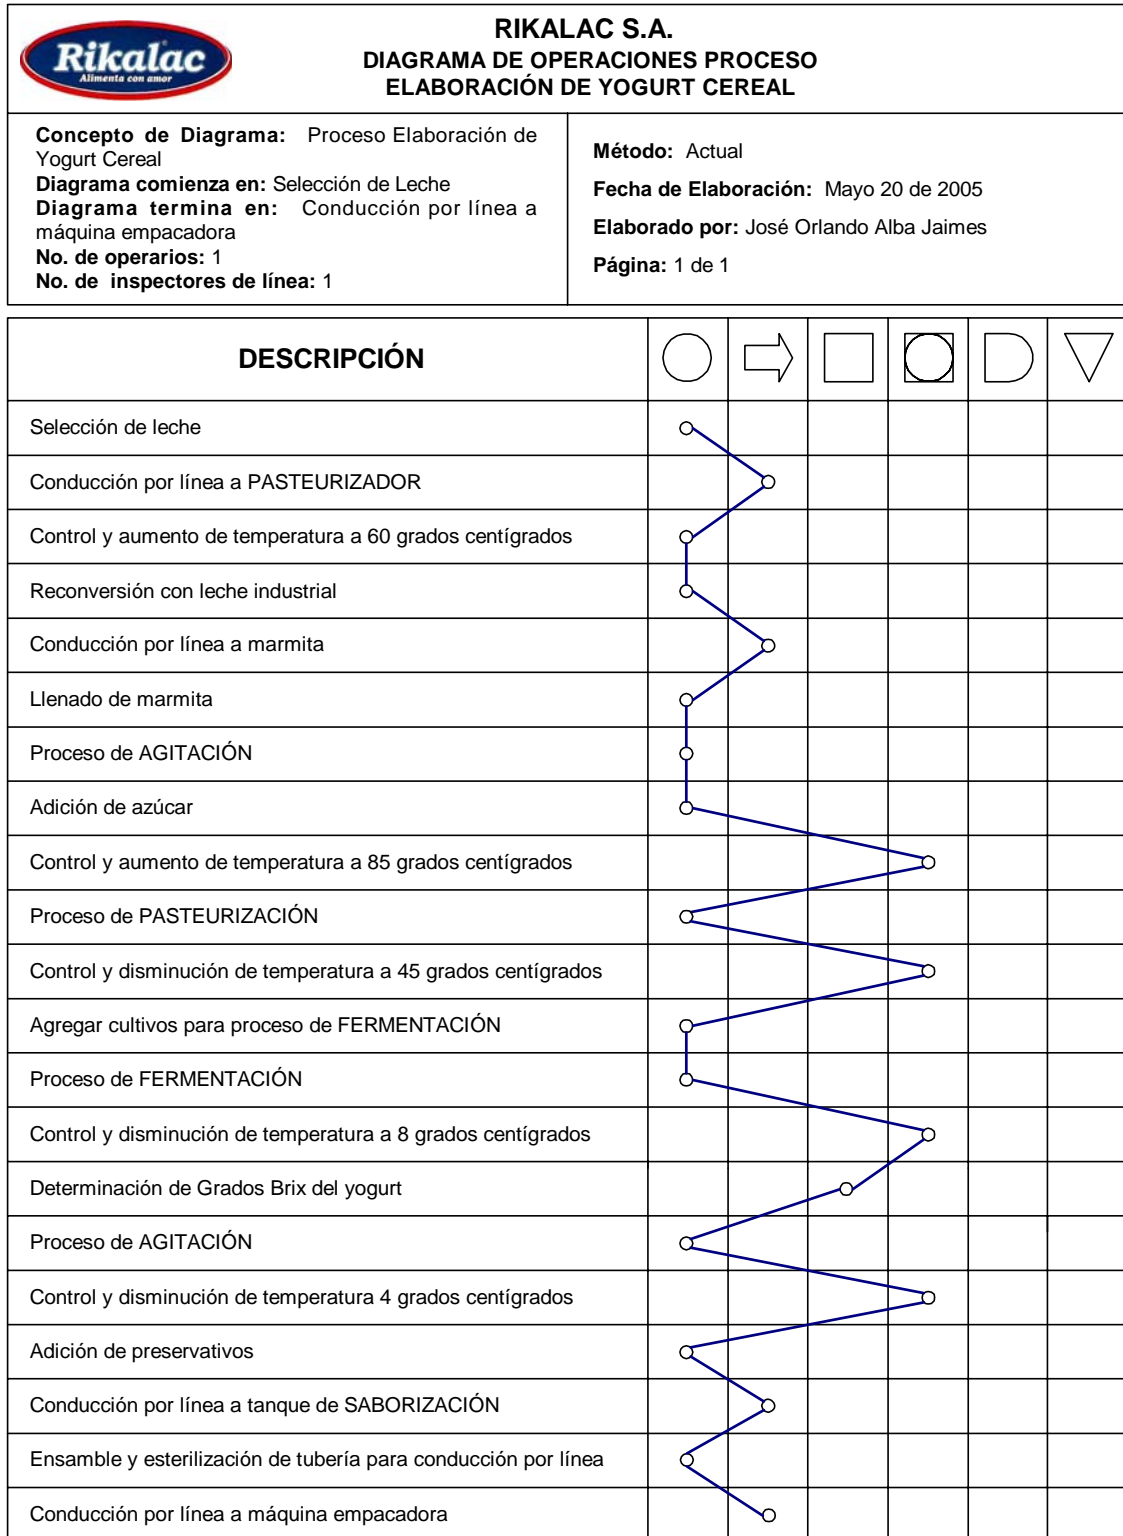 Rikalac
Alimenta con amor
RIKALAC S.A.
DIAGRAMA DE OPERACIONES PROCESO
ELABORACIÓN DE YOGURT CEREAL
Concepto de Diagrama: Proceso Elaboración de
Yogurt Cereal
Diagrama comienza en: Selección de Leche
Diagrama termina en: Conducción por línea a
máquina empacadora
No. de operarios: 1
No. de inspectores de línea: 1
Método: Actual
Fecha de Elaboración: Mayo 20 de 2005
Elaborado por: José Orlando Alba Jaimes
Página: 1 de 1
DESCRIPCIÓN
Selección de leche
Conducción por línea a PASTEURIZADOR
Control y aumento de temperatura a 60 grados centígrados
Reconversión con leche industrial
Conducción por línea a marmita
Llenado de marmita
Proceso de AGITACIÓN
Adición de azúcar
Control y aumento de temperatura a 85 grados centígrados
Proceso de PASTEURIZACIÓN
Control y disminución de temperatura a 45 grados centígrados
Agregar cultivos para proceso de FERMENTACIÓN
Proceso de FERMENTACIÓN
Control y disminución de temperatura a 8 grados centígrados
Determinación de Grados Brix del yogurt
Proceso de AGITACIÓN
Control y disminución de temperatura 4 grados centígrados
Adición de preservativos
Conducción por línea a tanque de SABORIZACIÓN
Ensamble y esterilización de tubería para conducción por línea
Conducción por línea a máquina empacadora